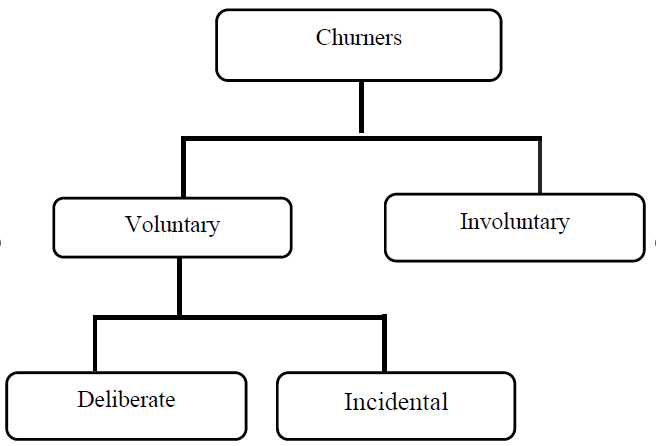 Churners
Voluntary
Involuntary
Deliberate
Incidental